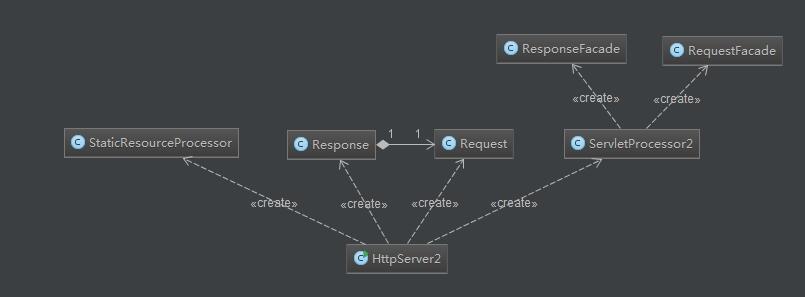 ResponseFacade
RequestFacade
«create»
«create»
StaticResourceProcessor
Response
1
1
Request
ServletProcessor2
«create»
«create»
«create»
«create»
HttpServer2